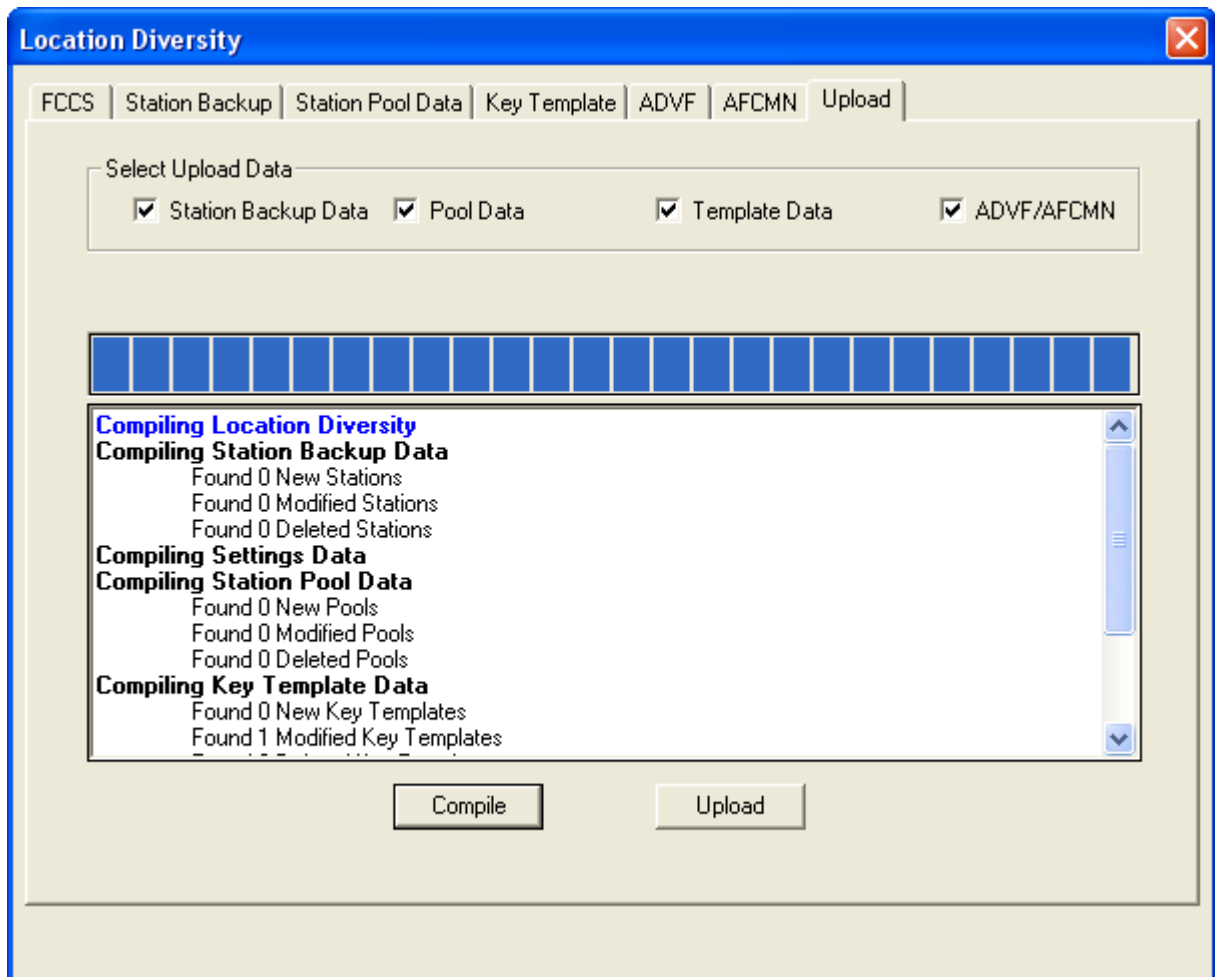 Location Diversity
FCCS Station Backup Station Pool Data Key Template ADVF AFCMN Upload
Select Upload Data
Station Backup Data Pool Data Template Data ADVF/AFCMN
Compiling Location Diversity
Compiling Station Backup Data
Found 0 New Stations
Found 0 Modified Stations
Found 0 Deleted Stations
Compiling Settings Data
Compiling Station Pool Data
Found 0 New Pools
Found 0 Modified Pools
Found 0 Deleted Pools
Compiling Key Template Data
Found 0 New Key Templates
Found 1 Modified Key Templates
Compile Upload